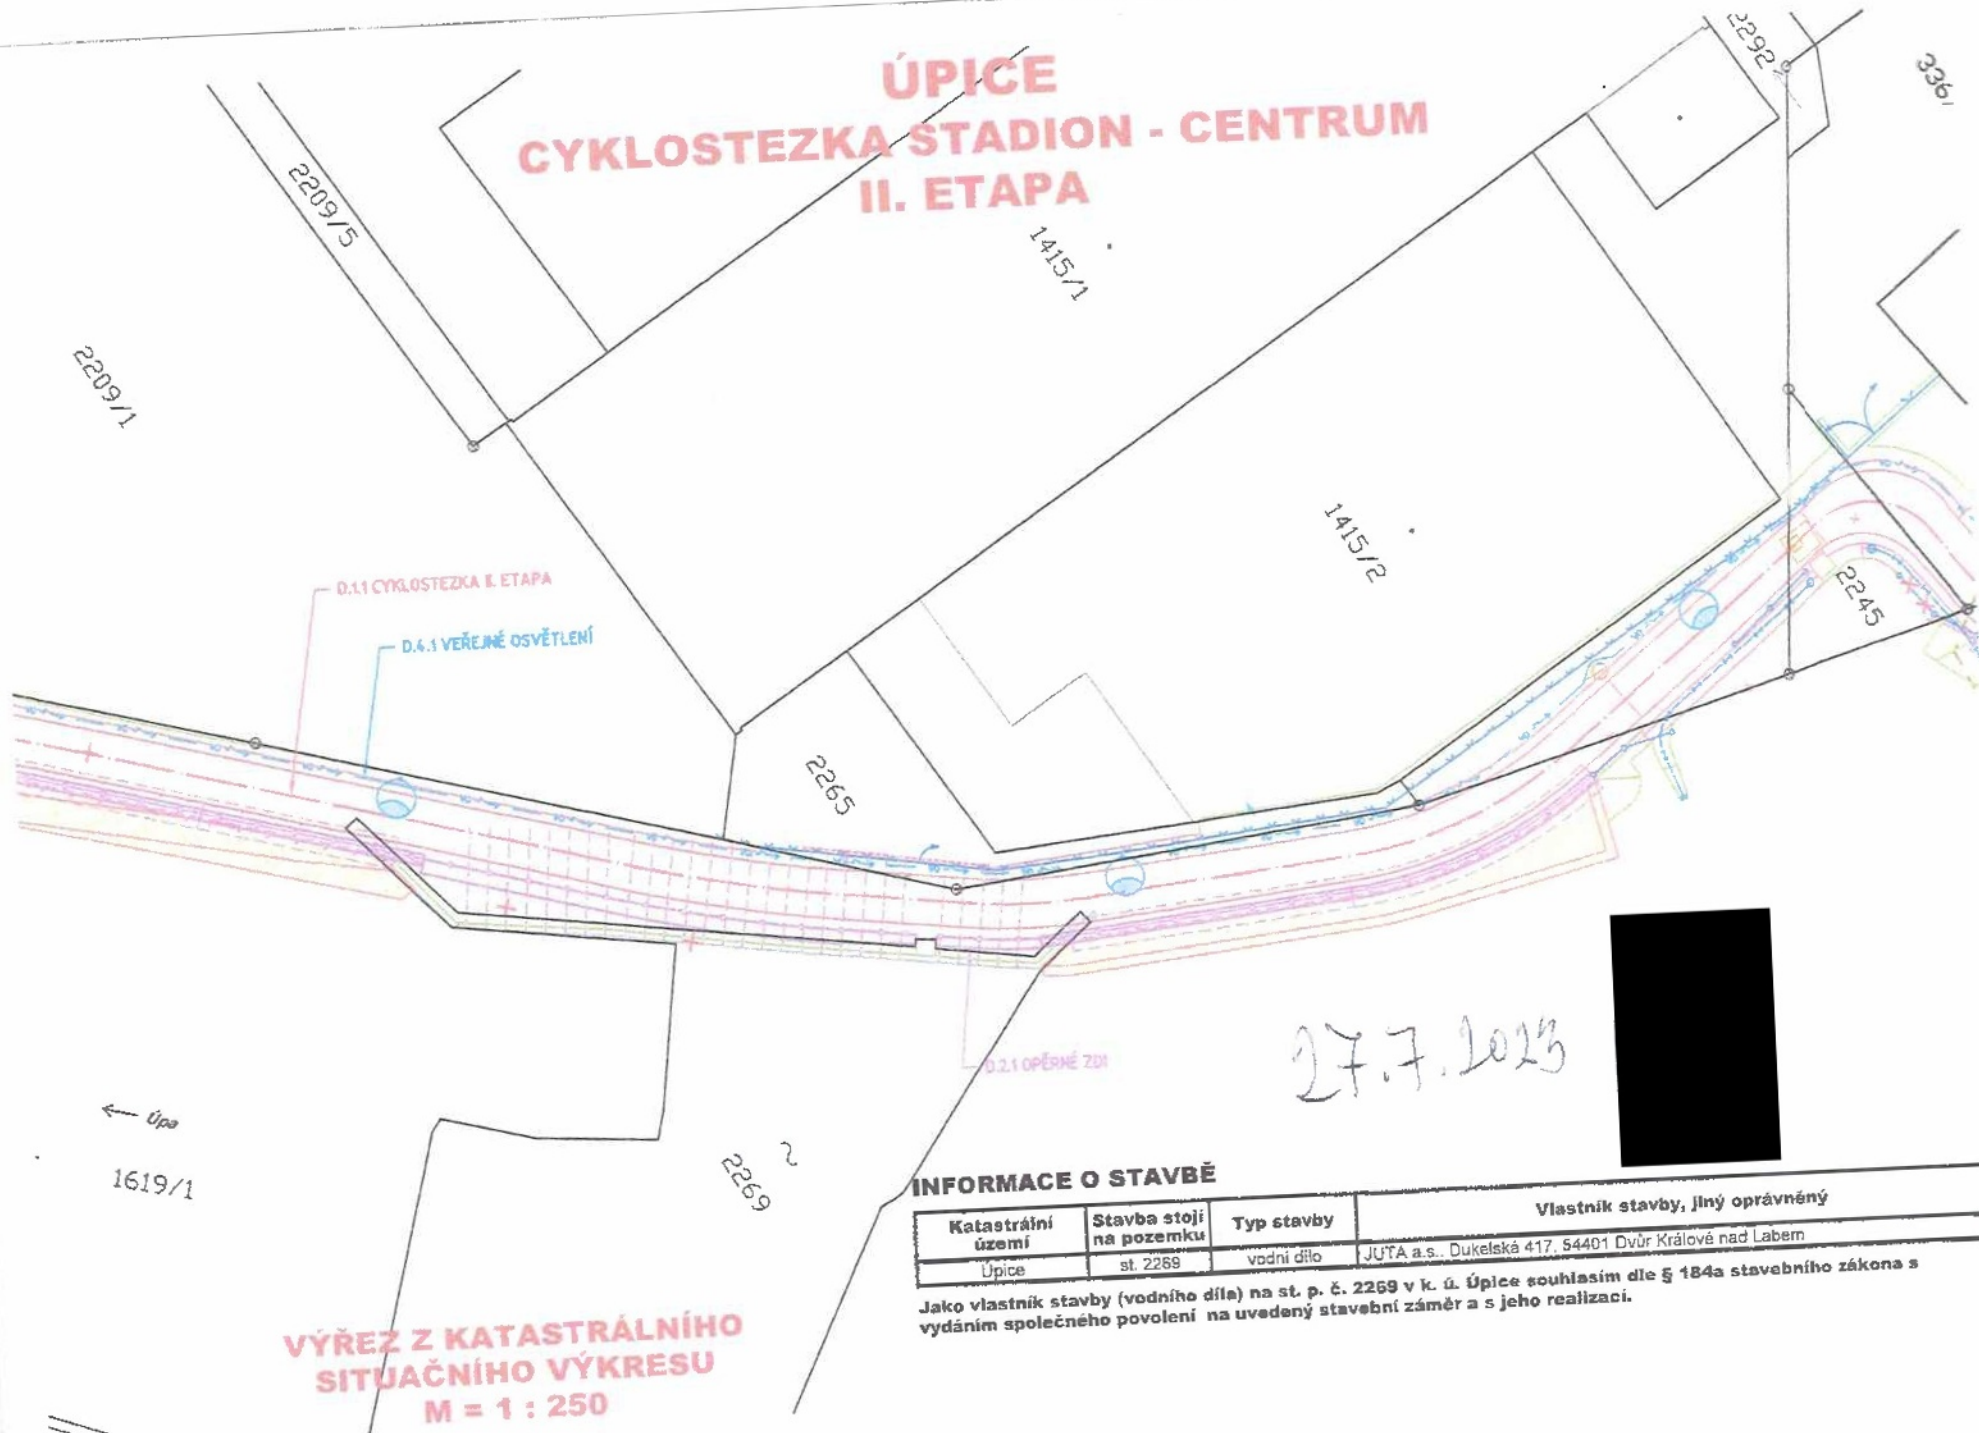 ÚPICE
CYKLOSTEZKA STADION - CENTRUM
II. ETAPA
2292
336/
2209/5
1415/1
2209/1
1415/2
D.1.1 CYKLOSTEZKA II. ETAPA
2245
D.4.1 VEŘEJNÉ OSVĚTLENÍ
2265
D.2.1 OPĚRNÉ ZDI
27.7.2023
← Úpa
1619/1
2269
2
INFORMACE O STAVBĚ
Katastrální území
Stavba stojí na pozemku
Typ stavby
Vlastník stavby, jiný oprávněný
Úpice
st. 2269
vodní dílo
JUTA a.s., Dukelská 417, 54401 Dvůr Králové nad Labem
Jako vlastník stavby (vodního díla) na st. p. č. 2269 v k. ú. Úpice souhlasím dle § 184a stavebního zákona s
vydáním společného povolení na uvedený stavební záměr a s jeho realizací.
VÝŘEZ Z KATASTRÁLNÍHO
SITUAČNÍHO VÝKRESU
M = 1 : 250